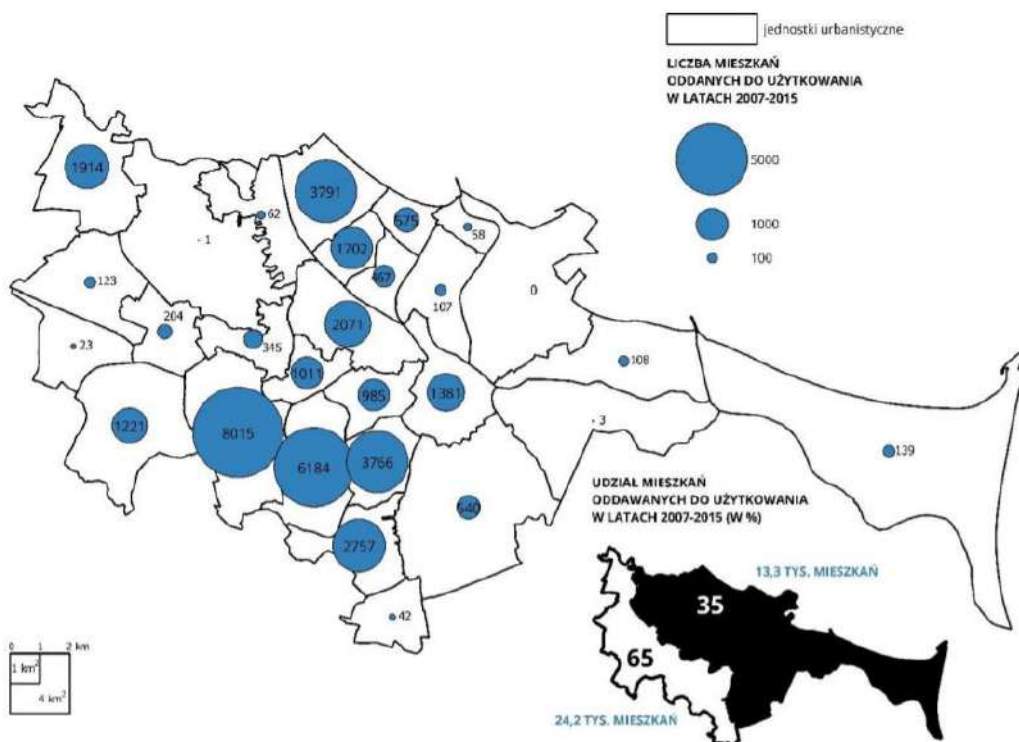 jednostki urbanistyczne
LICZBA MIESZKAŃ
ODDANYCH DO UŻYTKOWANIA
W LATACH 2007-2015
5000
1000
100
1914
3791
62
575
58
1
1702
123
467
107
0
204
2071
23
345
108
1011
985
1381
1221
8015
3
6184
3766
139
540
2757
42
UDZIAŁ MIESZKAŃ
ODDAWANYCH DO UŻYTKOWANIA
W LATACH 2007-2015 (W %)
13,3 TYS. MIESZKAŃ
35
65
24,2 TYS. MIESZKAŃ
0 1 2 km
1 km²
4 km²